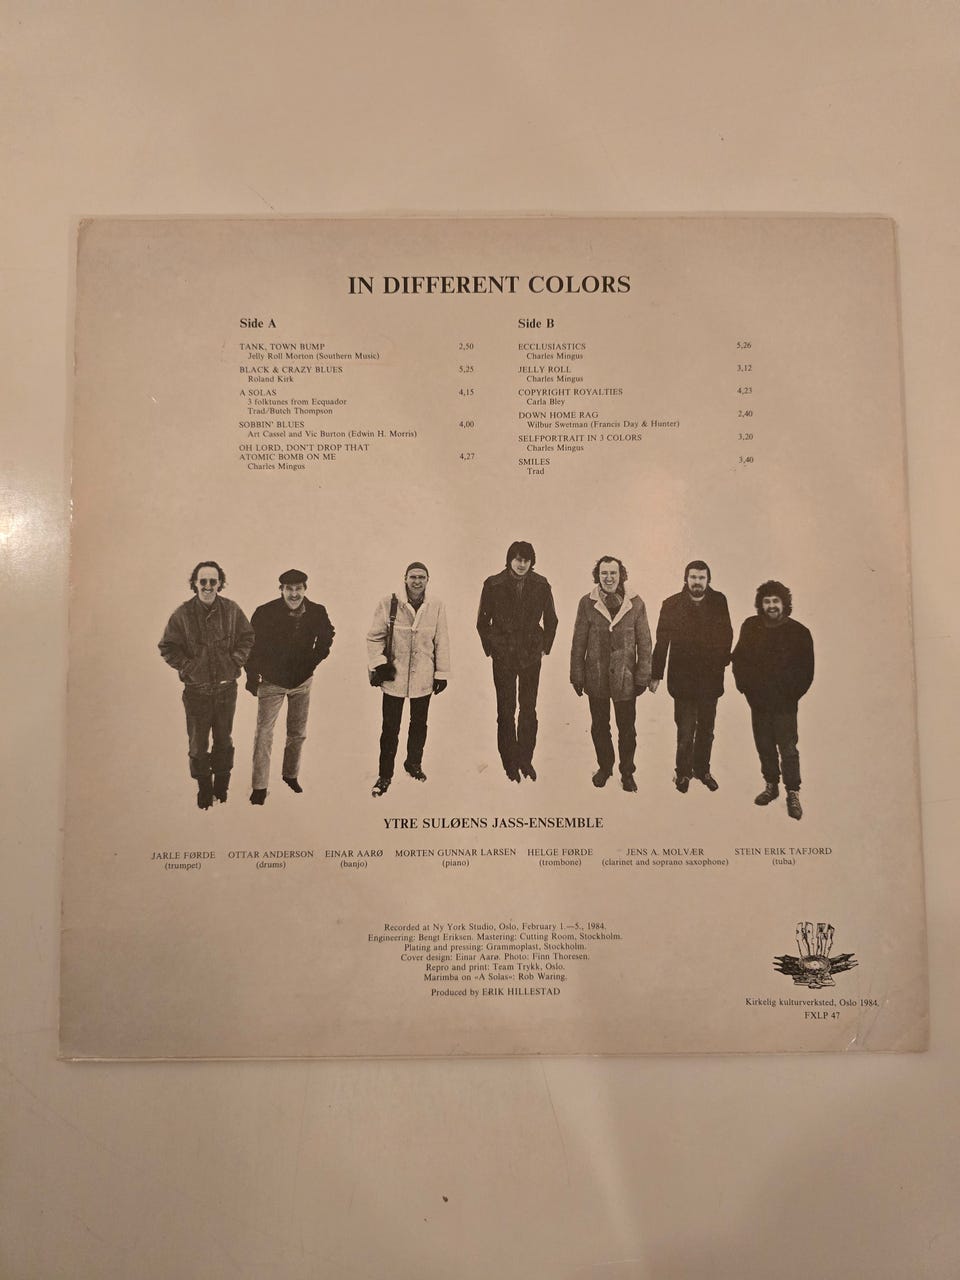 IN DIFFERENT COLORS
Side A
TANK, TOWN BUMP 2,50
Jelly Roll Morton (Southern Music)
BLACK & CRAZY BLUES 5,25
Roland Kirk
A SOLAS 4,15
3 folktunes from Ecquador
Trad/Butch Thompson
SOBBIN' BLUES 4,00
Art Cassel and Vic Burton (Edwin H. Morris)
OH LORD, DON'T DROP THAT
ATOMIC BOMB ON ME 4,27
Charles Mingus
Side B
ECCLUSIASTICS 5,26
Charles Mingus
JELLY ROLL 3,12
Charles Mingus
COPYRIGHT ROYALTIES 4,23
Carla Bley
DOWN HOME RAG 2,40
Wilbur Swetman (Francis Day & Hunter)
SELFPORTRAIT IN 3 COLORS 3,20
Charles Mingus
SMILES 3,40
Trad
YTRE SULØENS JASS-ENSEMBLE
JARLE FØRDE OTTAR ANDERSON EINAR AARØ MORTEN GUNNAR LARSEN HELGE FØRDE JENS A. MOLVÆR STEIN ERIK TAFJORD
(trumpet) (drums) (banjo) (piano) (trombone) (clarinet and soprano saxophone) (tuba)
Recorded at Ny York Studio, Oslo, February 1.—5., 1984.
Engineering: Bengt Eriksen. Mastering: Cutting Room, Stockholm.
Plating and pressing: Grammoplast, Stockholm.
Cover design: Einar Aarø. Photo: Finn Thoresen.
Repro and print: Team Trykk, Oslo.
Marimba on «A Solas»: Rob Waring.
Produced by ERIK HILLESTAD
Kirkelig kulturverksted, Oslo 1984.
FXLP 47